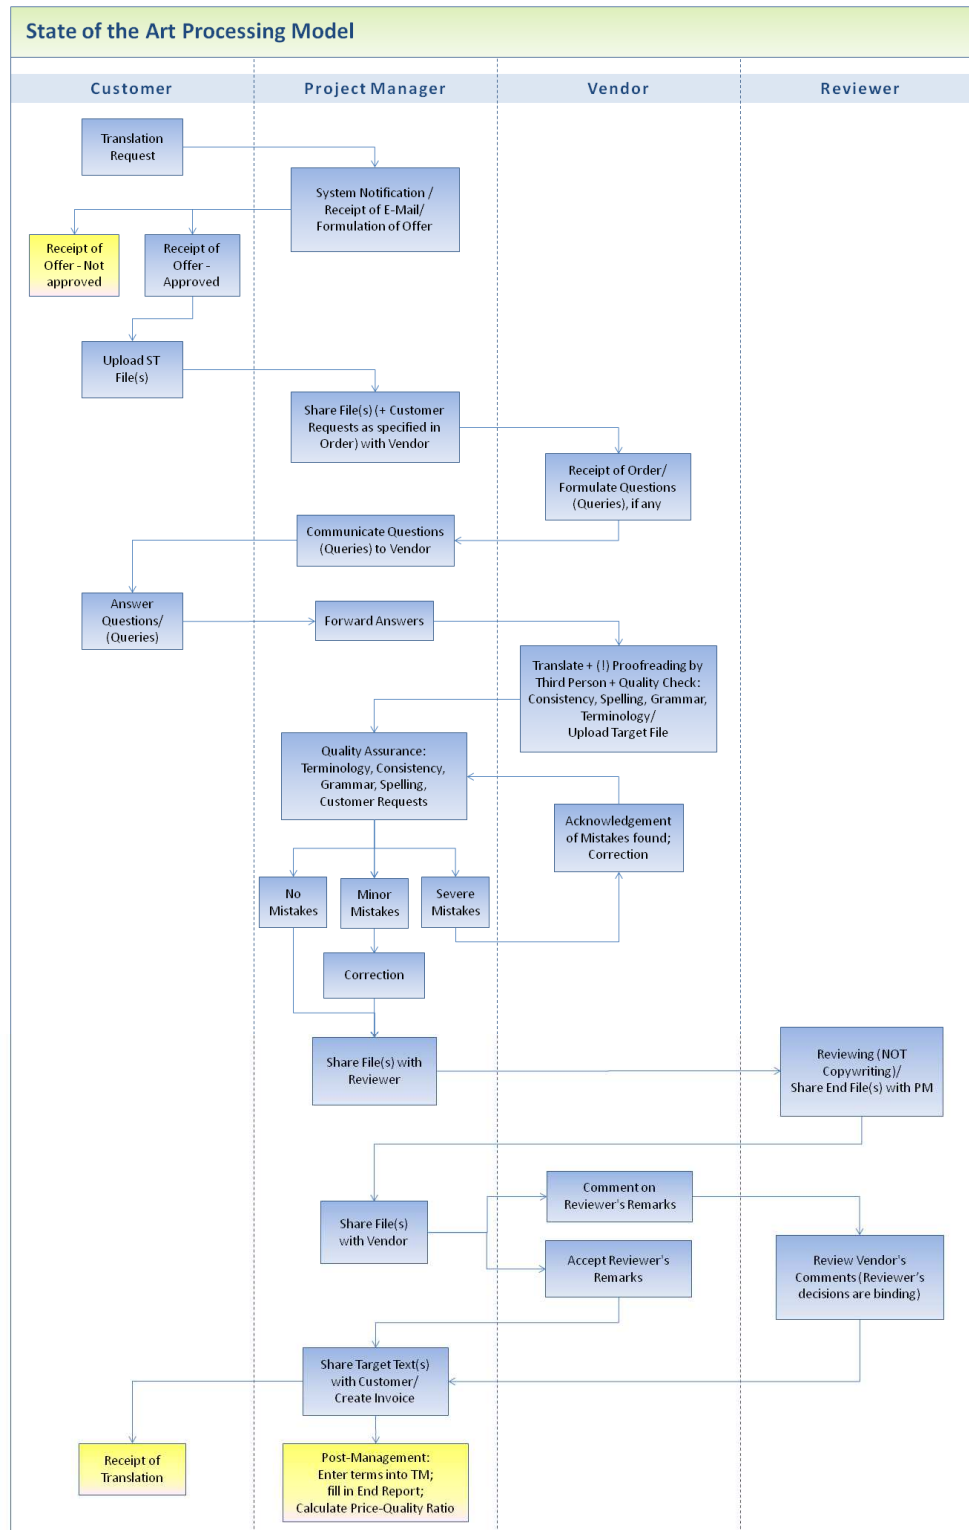 State of the Art Processing Model
Customer
Project Manager
Vendor
Reviewer
Translation
Request
System Notification /
Receipt of E-Mail/
Formulation of Offer
Receipt of
Offer - Not
approved
Receipt of
Offer -
Approved
Upload ST
File(s)
Share File(s) (+ Customer
Requests as specified in
Order) with Vendor
Receipt of Order/
Formulate Questions
(Queries), if any
Communicate Questions
(Queries) to Vendor
Answer
Questions/
(Queries)
Forward Answers
Translate + (!) Proofreading by
Third Person + Quality Check:
Consistency, Spelling, Grammar,
Terminology/
Upload Target File
Quality Assurance:
Terminology, Consistency,
Grammar, Spelling,
Customer Requests
Acknowledgement
of Mistakes found;
Correction
No
Mistakes
Minor
Mistakes
Severe
Mistakes
Correction
Share File(s) with
Reviewer
Reviewing (NOT
Copywriting)/
Share End File(s) with PM
Share File(s)
with Vendor
Comment on
Reviewer's Remarks
Accept Reviewer's
Remarks
Review Vendor's
Comments (Reviewer's
decisions are binding)
Share Target Text(s)
with Customer/
Create Invoice
Receipt of
Translation
Post-Management:
Enter terms into TM;
fill in End Report;
Calculate Price-Quality Ratio